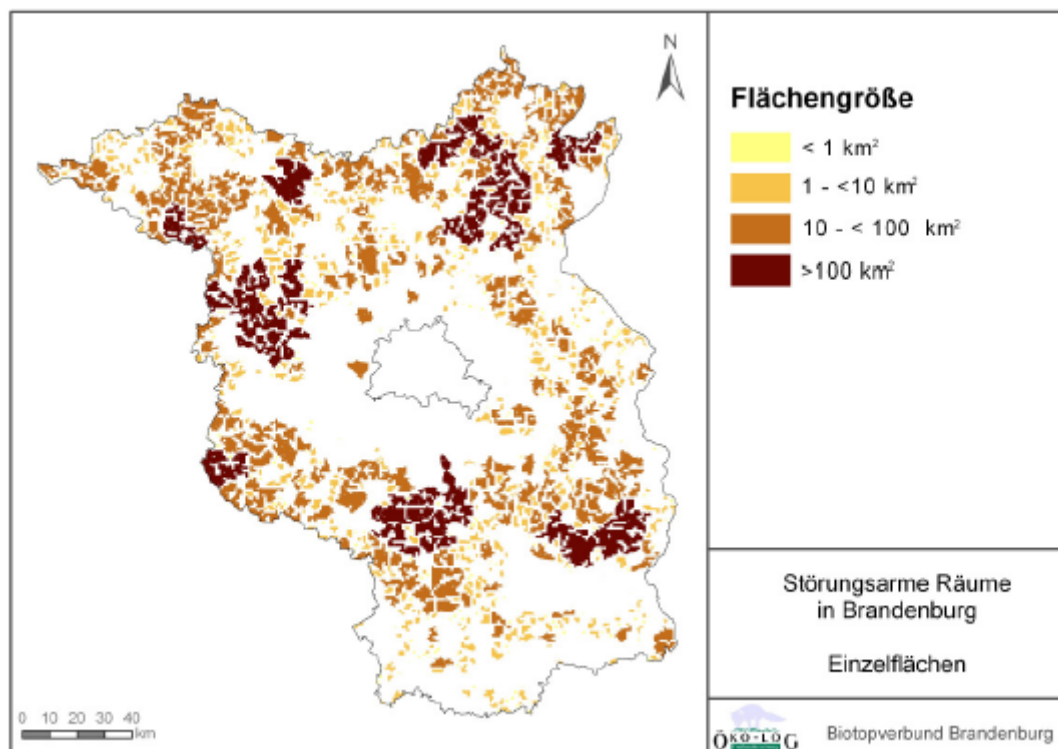 N
Flächengröße
< 1 km²
1 - <10 km²
10 - < 100 km²
>100 km²
Störungsarme Räume
in Brandenburg
Einzelflächen
0 10 20 30 40
km
ÖKO-LOG
Biotopverbund Brandenburg